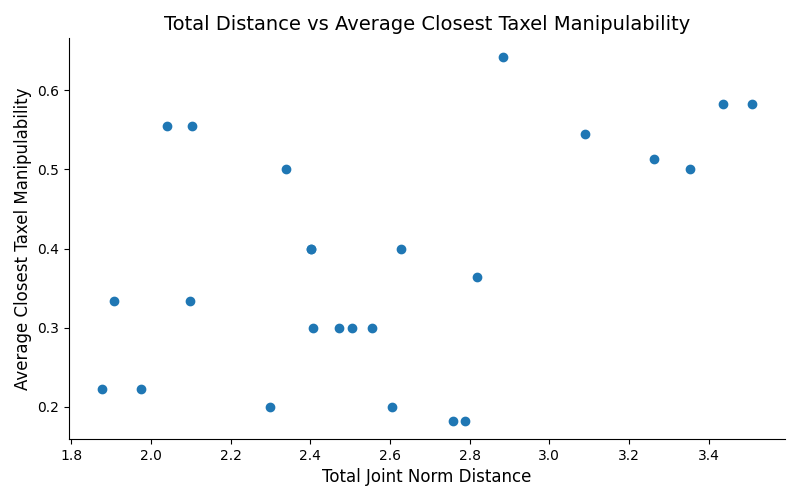 Total Distance vs Average Closest Taxel Manipulability
Average Closest Taxel Manipulability
0.6
0.5
0.4
0.3
0.2
1.8 2.0 2.2 2.4 2.6 2.8 3.0 3.2 3.4
Total Joint Norm Distance